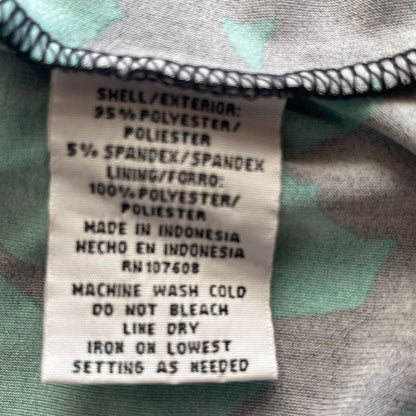 SHELL/EXTERIOR:
95% POLYESTER/
POLIESTER
5% SPANDEX/SPANDEX
LINING/FORRO:
100% POLYESTER/
POLIESTER
MADE IN INDONESIA
HECHO EN INDONESIA
RN107608
MACHINE WASH COLD
DO NOT BLEACH
LINE DRY
IRON ON LOWEST
SETTING AS NEEDED